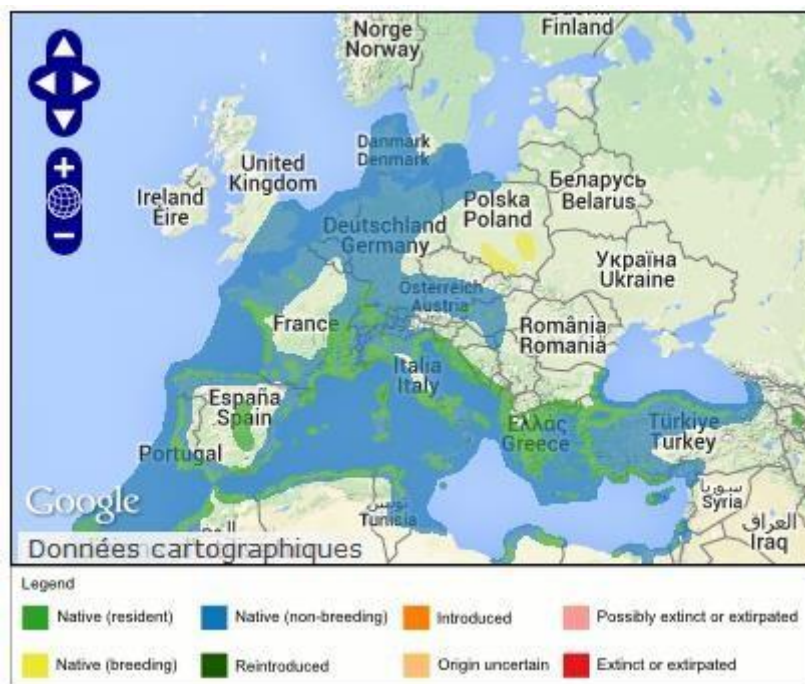 Suomi
Finland
Norge
Norway
Danmark
Denmark
United
Kingdom
Ireland
Éire
Беларусь
Belarus
Polska
Poland
Deutschland
Germany
Україна
Ukraine
Österreich
Austria
France
România
Romania
Italia
Italy
España
Spain
Ελλάς
Greece
Türkiye
Turkey
Portugal
Google
تونس
Tunisia
سوريا
Syria
العراق
Iraq
Données cartographiques
Legend
Native (resident)
Native (non-breeding)
Introduced
Possibly extinct or extirpated
Native (breeding)
Reintroduced
Origin uncertain
Extinct or extirpated